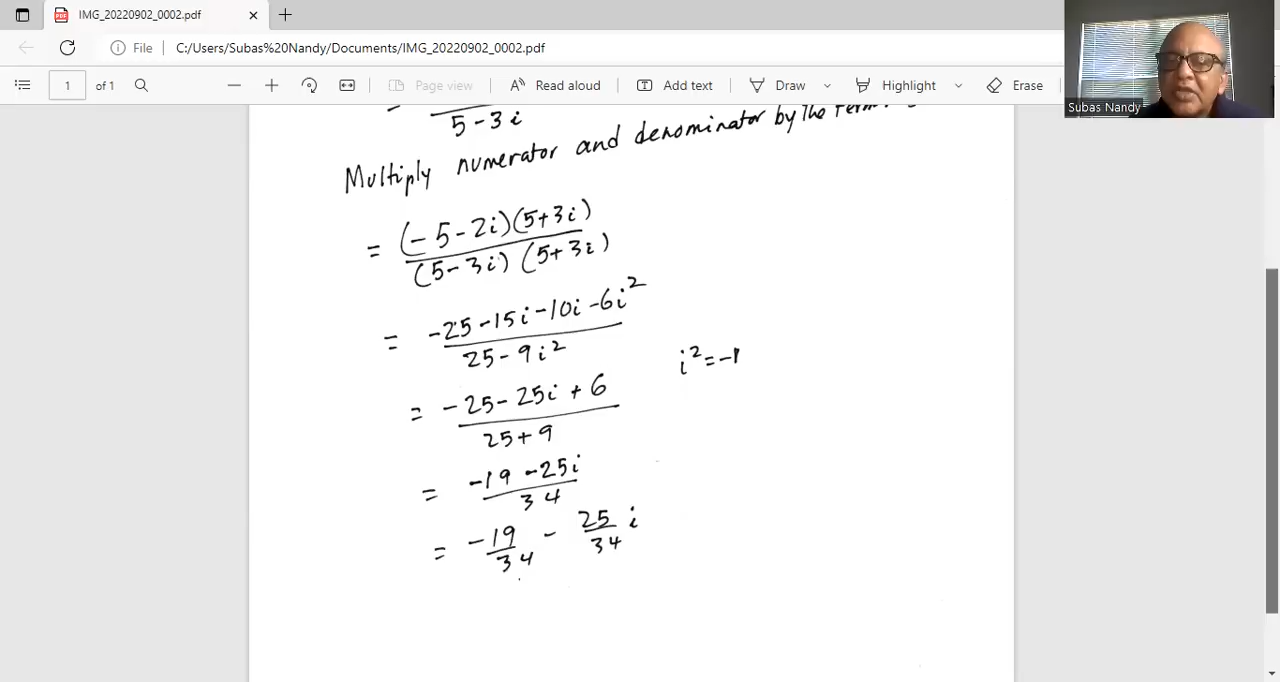 IMG_20220902_0002.pdf
File C:/Users/Subas%20Nandy/Documents/IMG_20220902_0002.pdf
1 of 1 Page view Read aloud Add text Draw Highlight Erase
Subas Nandy
=
5-3i
Multiply numerator and denominator by the term
= (-5-2i)(5+3i)
(5-3i) (5+3i)
= -25-15i-10i-6i²
25-9i²
i²=-1
= -25-25i+6
25+9
= -19-25i
34
= -19/34 - 25/34 i